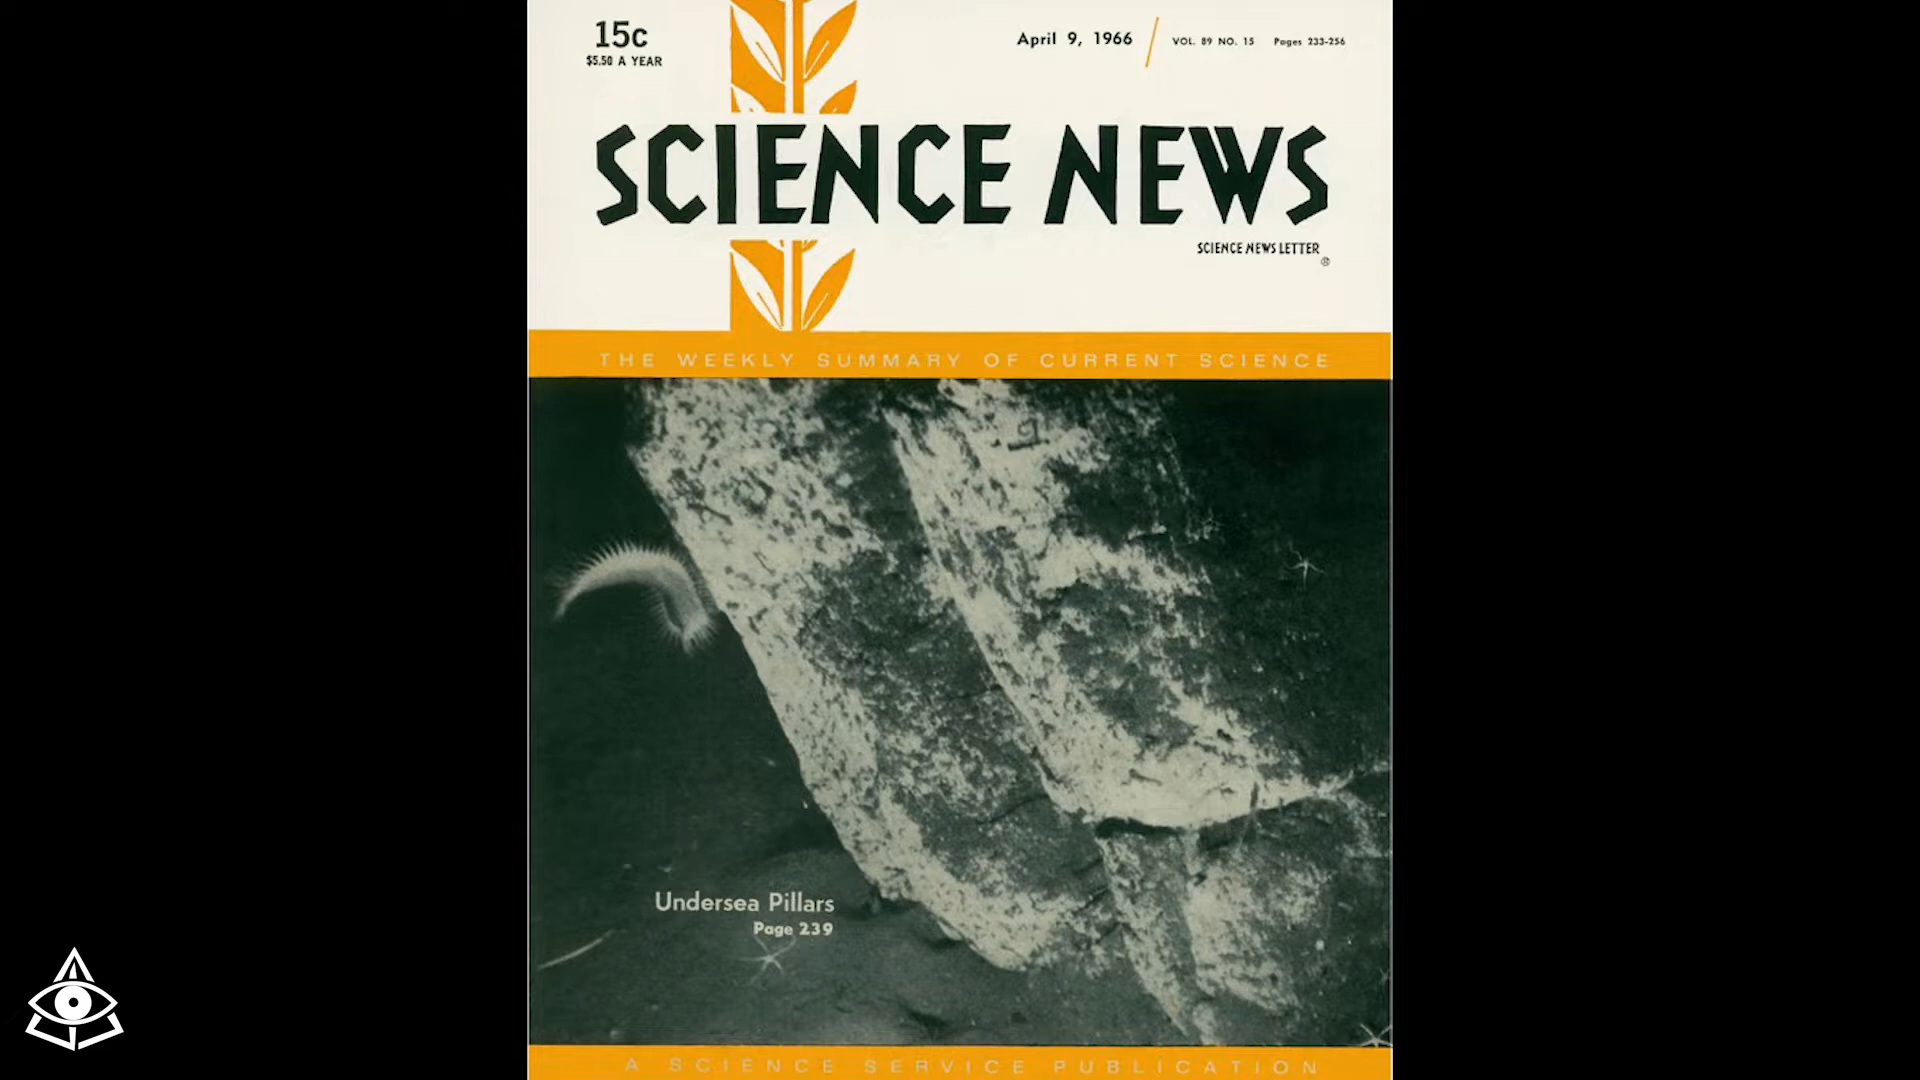 15c
$5.50 A YEAR
April 9, 1966
VOL. 89 NO. 15 Pages 233-256
SCIENCE NEWS
SCIENCE NEWS LETTER ®
THE WEEKLY SUMMARY OF CURRENT SCIENCE
Undersea Pillars
Page 239
A SCIENCE SERVICE PUBLICATION